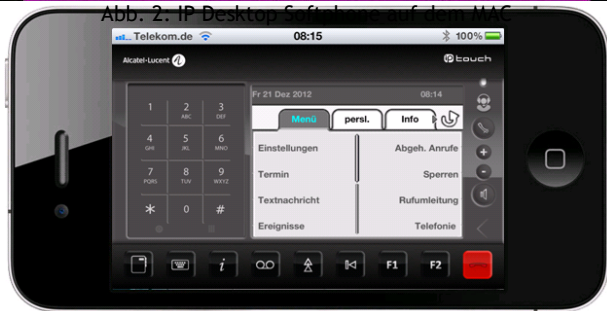 Abb. 2: IP Desktop Softphone auf dem MAC
Telekom.de 08:15 100%
Alcatel-Lucent touch
Fr 21 Dez 2012 08:14
1 2 ABC 3 DEF
Menü persl. Info
4 GHI 5 JKL 6 MNO
Einstellungen Abgeh. Anrufe
7 PQRS 8 TUV 9 WXYZ
Termin Sperren
* 0 #
Textnachricht Rufumleitung
Ereignisse Telefonie
i F1 F2